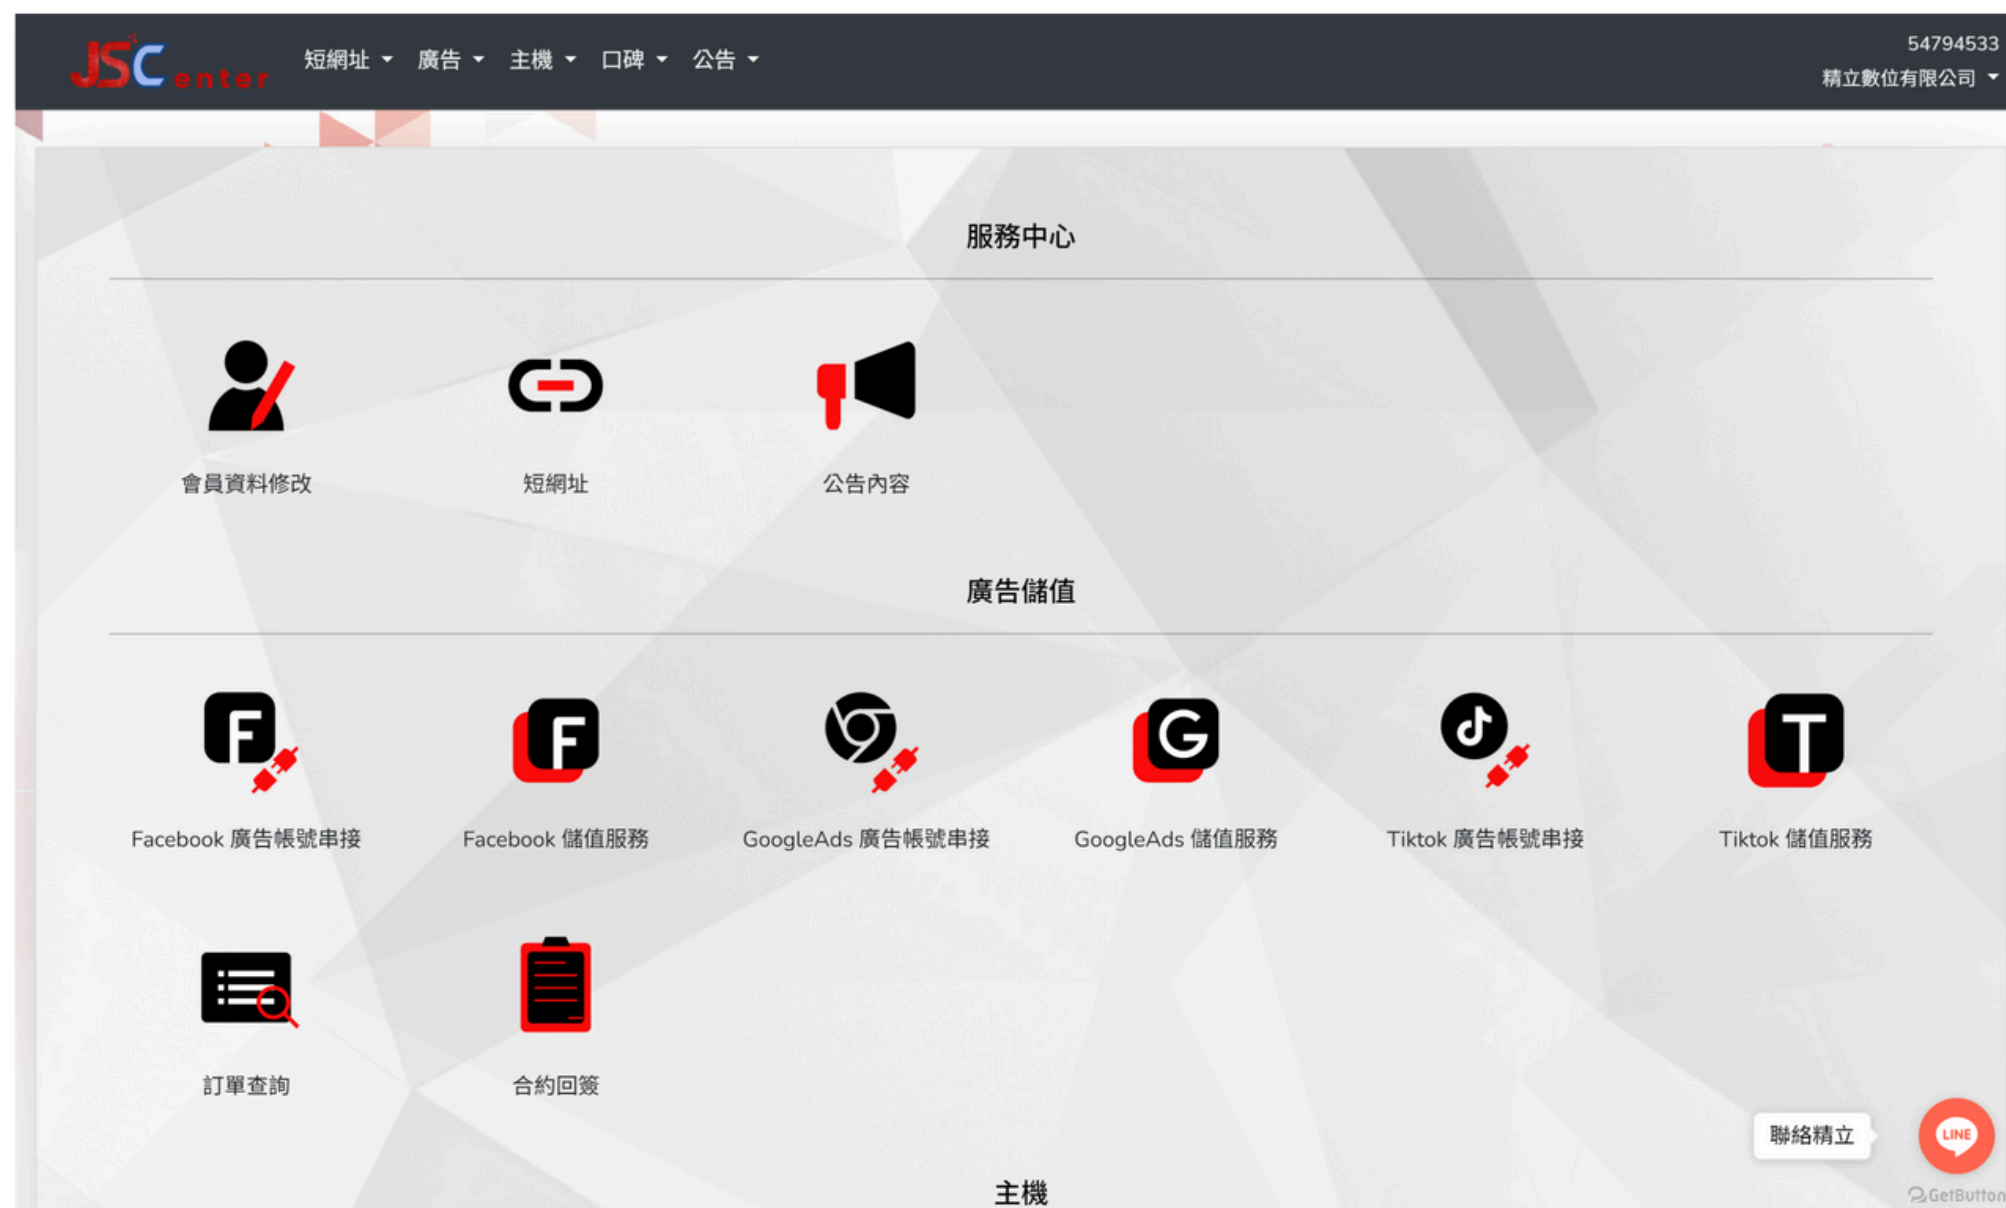 JSCenter 短網址 廣告 主機 口碑 公告
54794533
精立數位有限公司
服務中心
會員資料修改 短網址 公告內容
廣告儲值
F F G T
Facebook 廣告帳號串接 Facebook 儲值服務 GoogleAds 廣告帳號串接 GoogleAds 儲值服務 Tiktok 廣告帳號串接 Tiktok 儲值服務
訂單查詢 合約回簽
聯絡精立 LINE
主機
GetButton